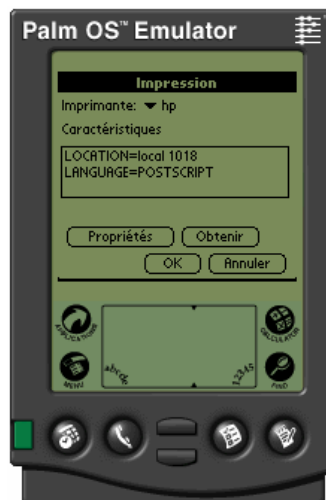 Palm OS™ Emulator
Impression
Imprimante: hp
Caractéristiques
LOCATION=local 1018
LANGUAGE=POSTSCRIPT
Propriétés Obtenir
OK Annuler
APPLICATIONS
CALCULATOR
MENU
abcde
12345
FIND